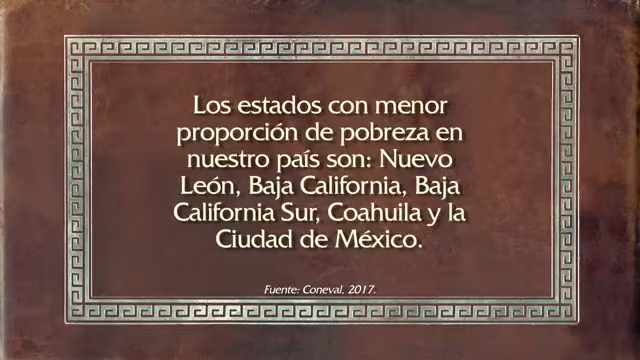 Los estados con menor
proporción de pobreza en
nuestro país son: Nuevo
León, Baja California, Baja
California Sur, Coahuila y la
Ciudad de México.
Fuente: Coneval, 2017.